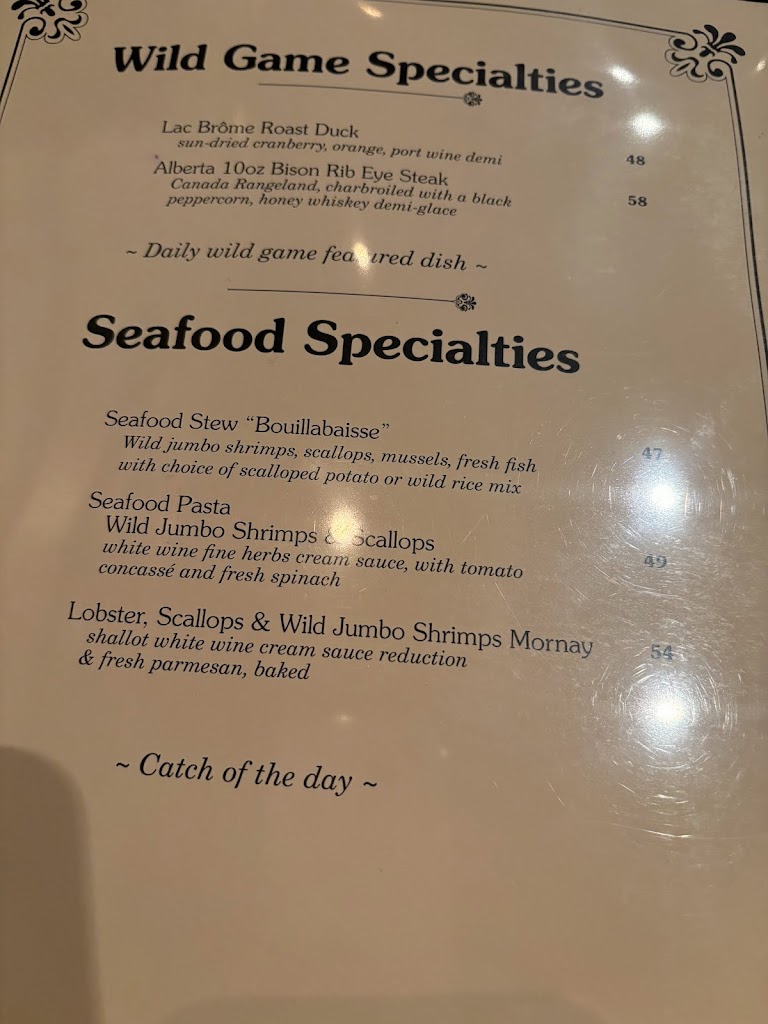 Wild Game Specialties
Lac Brôme Roast Duck
sun-dried cranberry, orange, port wine demi 48
Alberta 10oz Bison Rib Eye Steak
Canada Rangeland, charbroiled with a black 58
peppercorn, honey whiskey demi-glace
~ Daily wild game featured dish ~
Seafood Specialties
Seafood Stew “Bouillabaisse”
Wild jumbo shrimps, scallops, mussels, fresh fish 47
with choice of scalloped potato or wild rice mix
Seafood Pasta
Wild Jumbo Shrimps & Scallops
white wine fine herbs cream sauce, with tomato 49
concassé and fresh spinach
Lobster, Scallops & Wild Jumbo Shrimps Mornay 54
shallot white wine cream sauce reduction
& fresh parmesan, baked
~ Catch of the day ~